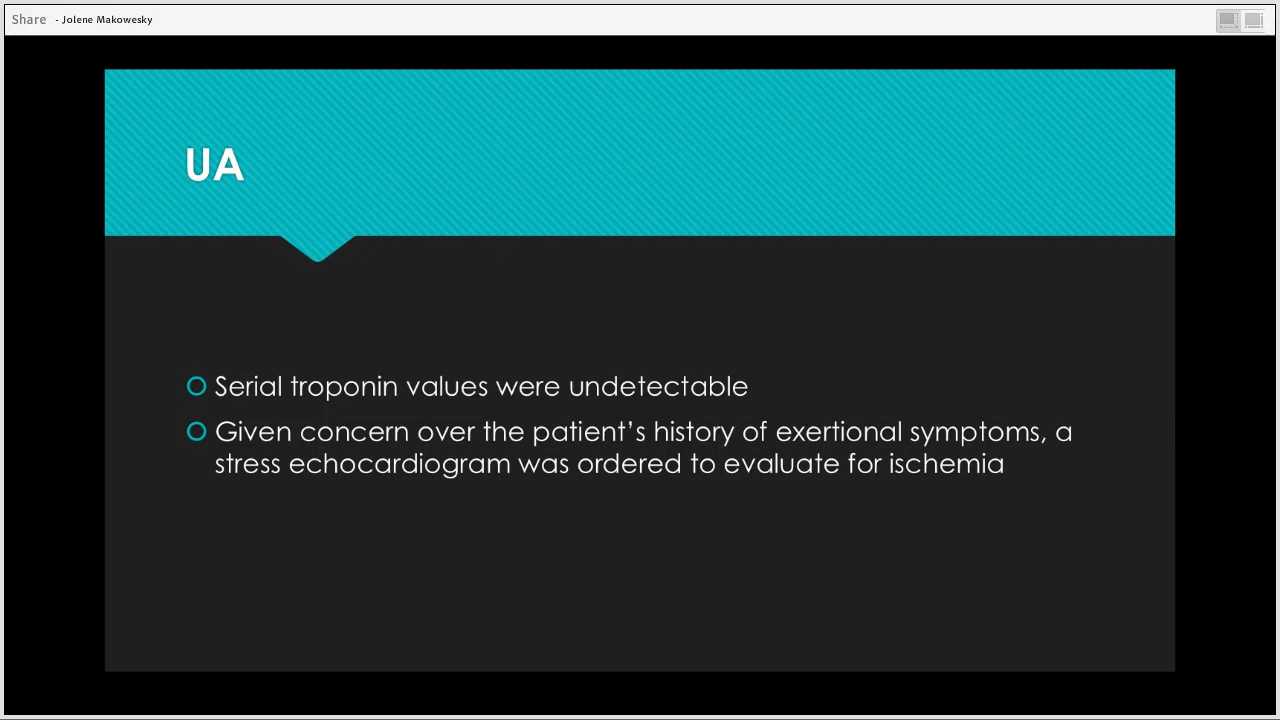 Share - Jolene Makowesky
UA
Serial troponin values were undetectable
Given concern over the patient’s history of exertional symptoms, a
stress echocardiogram was ordered to evaluate for ischemia